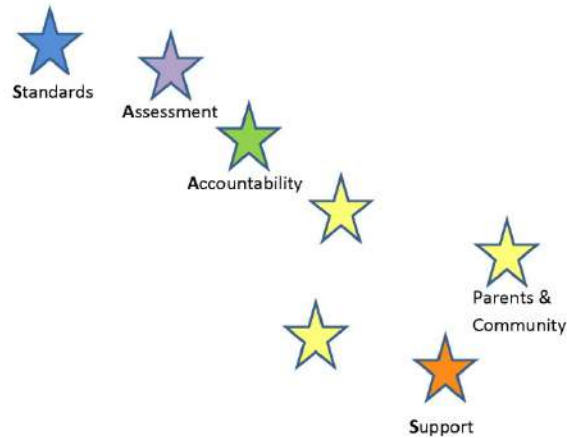 Standards
Assessment
Accountability
Parents &
Community
Support